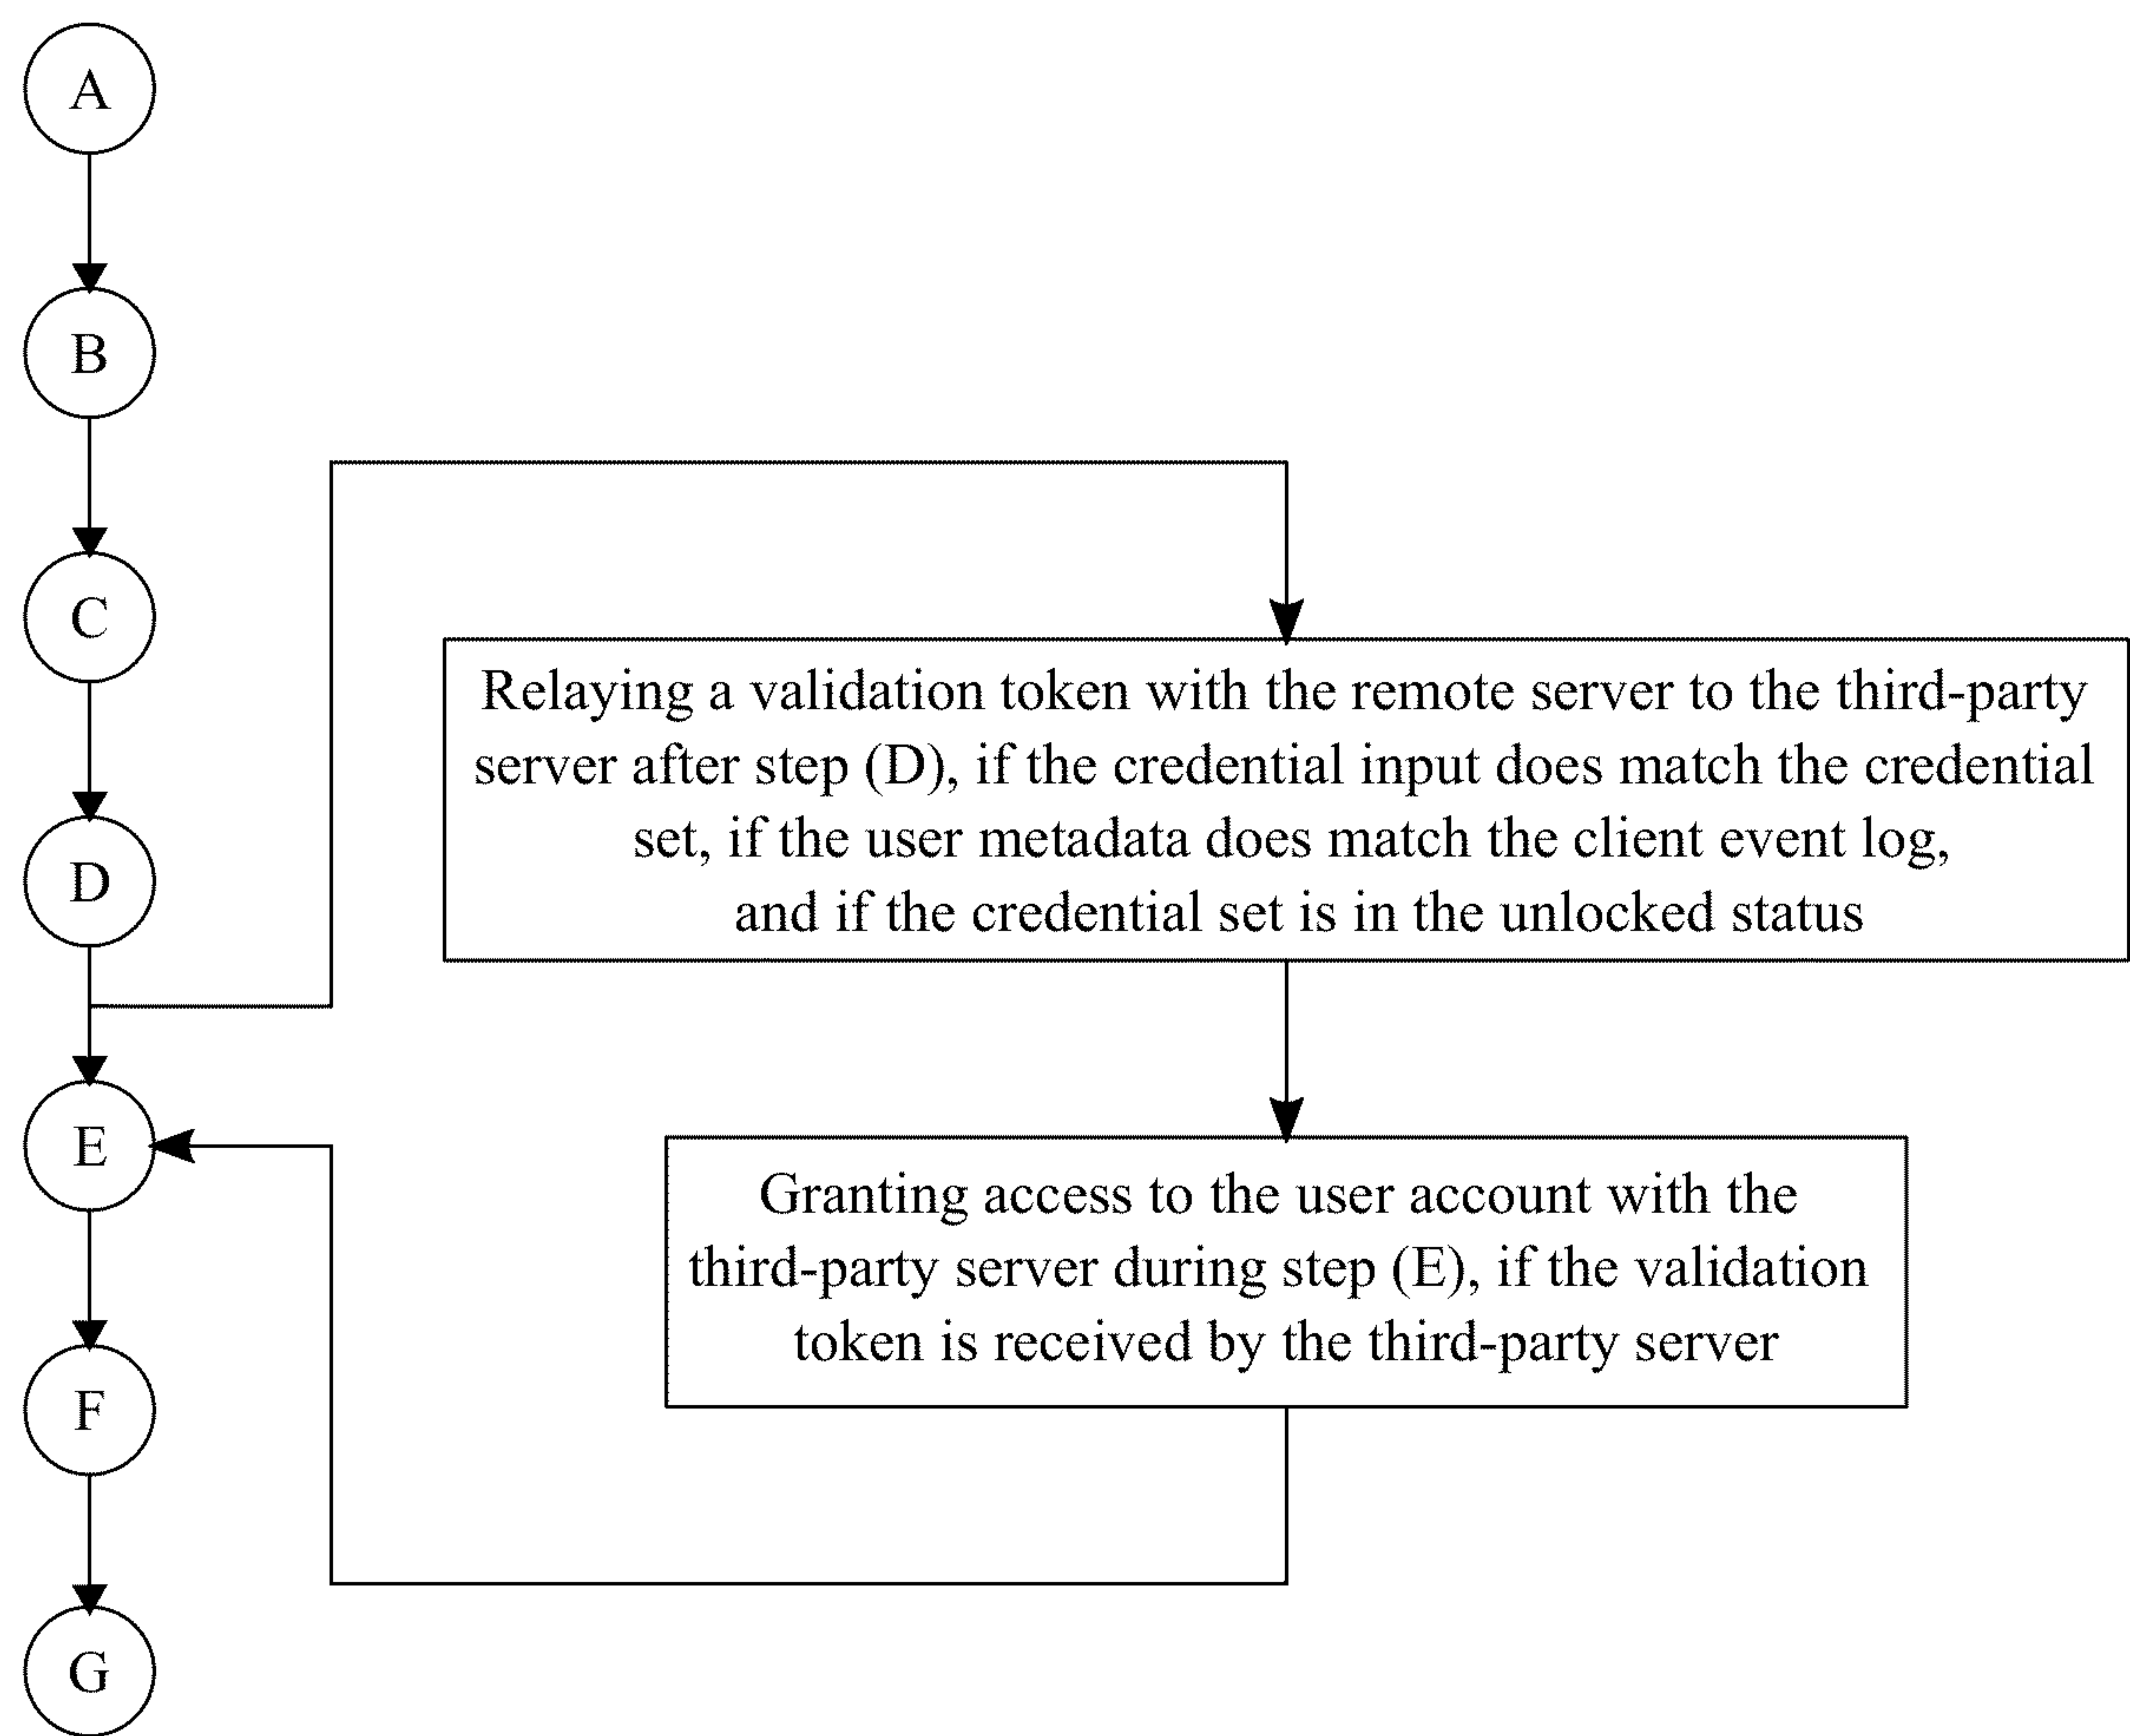 A
B
C
D
E
F
G
Relaying a validation token with the remote server to the third-party
server after step (D), if the credential input does match the credential
set, if the user metadata does match the client event log,
and if the credential set is in the unlocked status
Granting access to the user account with the
third-party server during step (E), if the validation
token is received by the third-party server